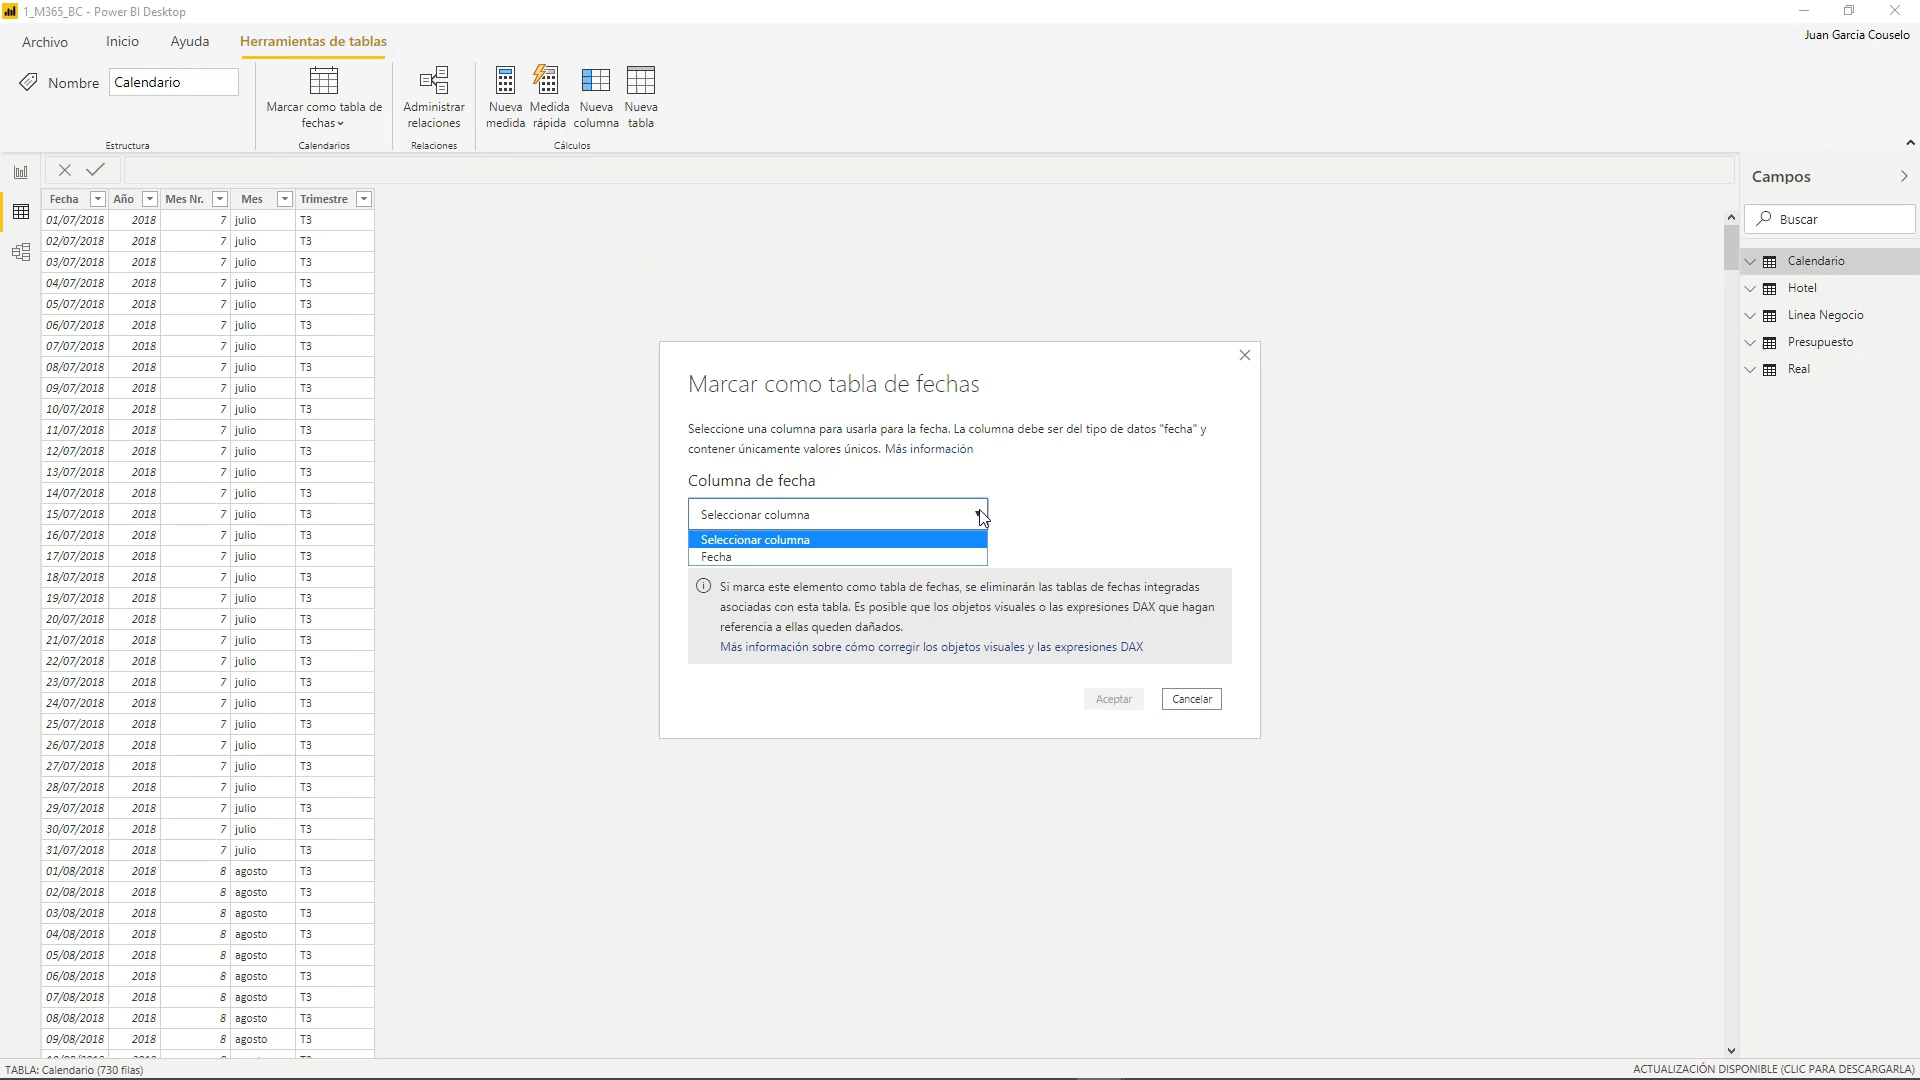 1_M365_BC - Power BI Desktop
Juan Garcia Couselo
Archivo Inicio Ayuda Herramientas de tablas
Nombre Calendario
Marcar como tabla de fechas
Administrar relaciones
Nueva medida
Medida rápida
Nueva columna
Nueva tabla
Estructura Calendarios Relaciones Cálculos
Fecha Año Mes Nr. Mes Trimestre
01/07/2018 2018 7 julio T3
02/07/2018 2018 7 julio T3
03/07/2018 2018 7 julio T3
04/07/2018 2018 7 julio T3
05/07/2018 2018 7 julio T3
06/07/2018 2018 7 julio T3
07/07/2018 2018 7 julio T3
08/07/2018 2018 7 julio T3
09/07/2018 2018 7 julio T3
10/07/2018 2018 7 julio T3
11/07/2018 2018 7 julio T3
12/07/2018 2018 7 julio T3
13/07/2018 2018 7 julio T3
14/07/2018 2018 7 julio T3
15/07/2018 2018 7 julio T3
16/07/2018 2018 7 julio T3
17/07/2018 2018 7 julio T3
18/07/2018 2018 7 julio T3
19/07/2018 2018 7 julio T3
20/07/2018 2018 7 julio T3
21/07/2018 2018 7 julio T3
22/07/2018 2018 7 julio T3
23/07/2018 2018 7 julio T3
24/07/2018 2018 7 julio T3
25/07/2018 2018 7 julio T3
26/07/2018 2018 7 julio T3
27/07/2018 2018 7 julio T3
28/07/2018 2018 7 julio T3
29/07/2018 2018 7 julio T3
30/07/2018 2018 7 julio T3
31/07/2018 2018 7 julio T3
01/08/2018 2018 8 agosto T3
02/08/2018 2018 8 agosto T3
03/08/2018 2018 8 agosto T3
04/08/2018 2018 8 agosto T3
05/08/2018 2018 8 agosto T3
06/08/2018 2018 8 agosto T3
07/08/2018 2018 8 agosto T3
08/08/2018 2018 8 agosto T3
09/08/2018 2018 8 agosto T3
Marcar como tabla de fechas
Seleccione una columna para usarla para la fecha. La columna debe ser del tipo de datos "fecha" y
contener únicamente valores únicos. Más información
Columna de fecha
Seleccionar columna
Seleccionar columna
Fecha
Si marca este elemento como tabla de fechas, se eliminarán las tablas de fechas integradas
asociadas con esta tabla. Es posible que los objetos visuales o las expresiones DAX que hagan
referencia a ellas queden dañados.
Más información sobre cómo corregir los objetos visuales y las expresiones DAX
Aceptar Cancelar
Campos
Buscar
Calendario
Hotel
Linea Negocio
Presupuesto
Real
TABLA: Calendario (730 filas)
ACTUALIZACIÓN DISPONIBLE (CLIC PARA DESCARGARLA)